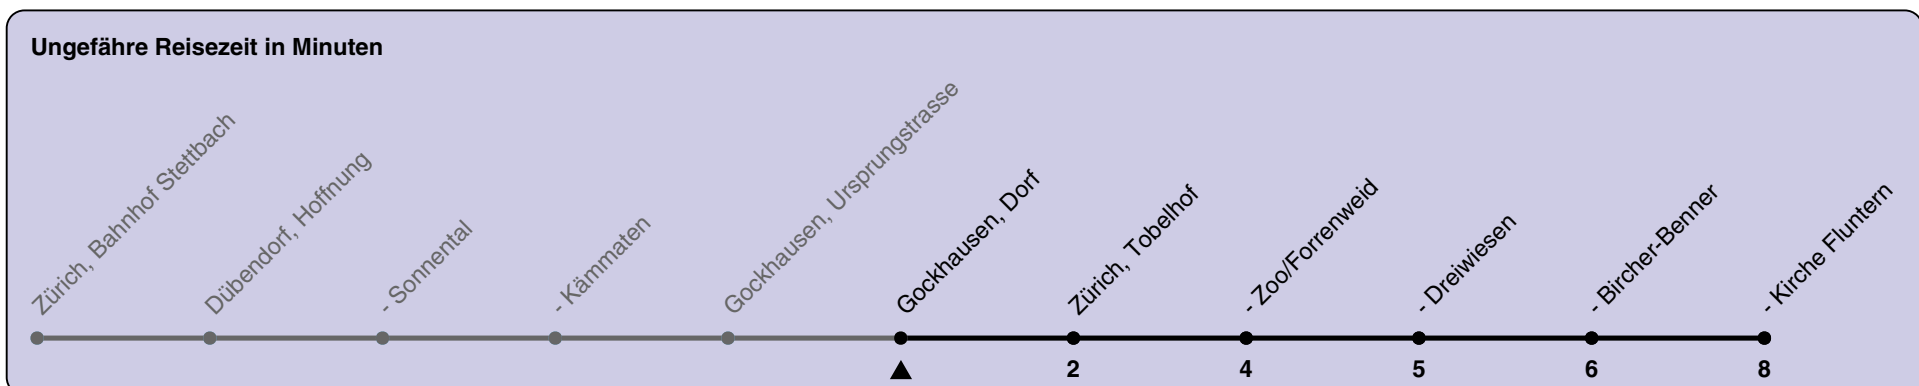 Ungefähre Reisezeit in Minuten
Zürich, Bahnhof Stettbach
Dübendorf, Hoffnung
- Sonnental
- Kämmaten
Gockhausen, Ursprungstrasse
Gockhausen, Dorf
Zürich, Tobelhof
- Zoo/Forrenweid
- Dreiwiesen
- Bircher-Benner
- Kirche Fluntern
2 4 5 6 8